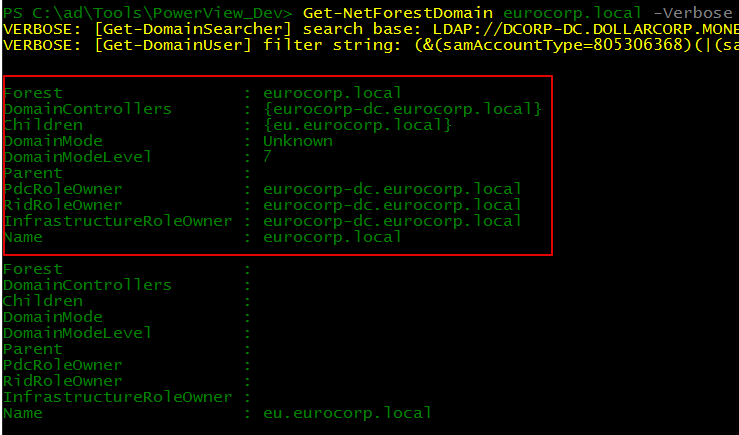 PS C:\ad\Tools\PowerView_Dev> Get-NetForestDomain eurocorp.local -Verbose
VERBOSE: [Get-DomainSearcher] search base: LDAP://DCORP-DC.DOLLARCORP.MONE
VERBOSE: [Get-DomainUser] filter string: (&(samAccountType=805306368)(|(sa
Forest                  : eurocorp.local
DomainControllers       : {eurocorp-dc.eurocorp.local}
Children                : {eu.eurocorp.local}
DomainMode              : Unknown
DomainModeLevel         : 7
Parent                  :
PdcRoleOwner            : eurocorp-dc.eurocorp.local
RidRoleOwner            : eurocorp-dc.eurocorp.local
InfrastructureRoleOwner : eurocorp-dc.eurocorp.local
Name                    : eurocorp.local
Forest                  :
DomainControllers       :
Children                :
DomainMode              :
DomainModeLevel         :
Parent                  :
PdcRoleOwner            :
RidRoleOwner            :
InfrastructureRoleOwner :
Name                    : eu.eurocorp.local